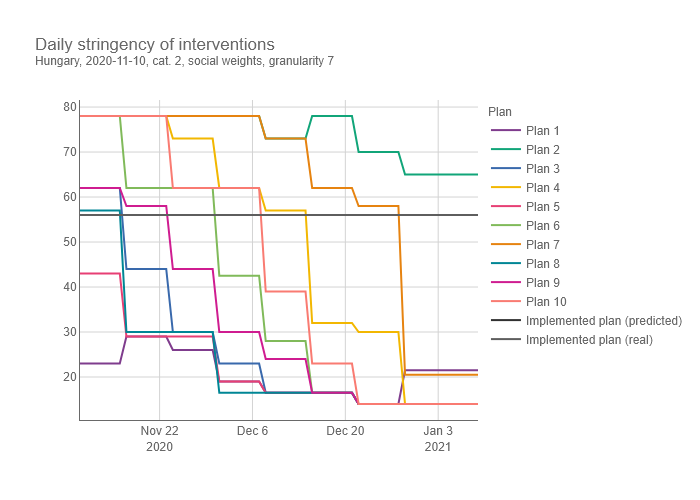 Daily stringency of interventions
Hungary, 2020-11-10, cat. 2, social weights, granularity 7
80
70
60
50
40
30
20
Nov 22
2020
Dec 6
Dec 20
Jan 3
2021
Plan
Plan 1
Plan 2
Plan 3
Plan 4
Plan 5
Plan 6
Plan 7
Plan 8
Plan 9
Plan 10
Implemented plan (predicted)
Implemented plan (real)